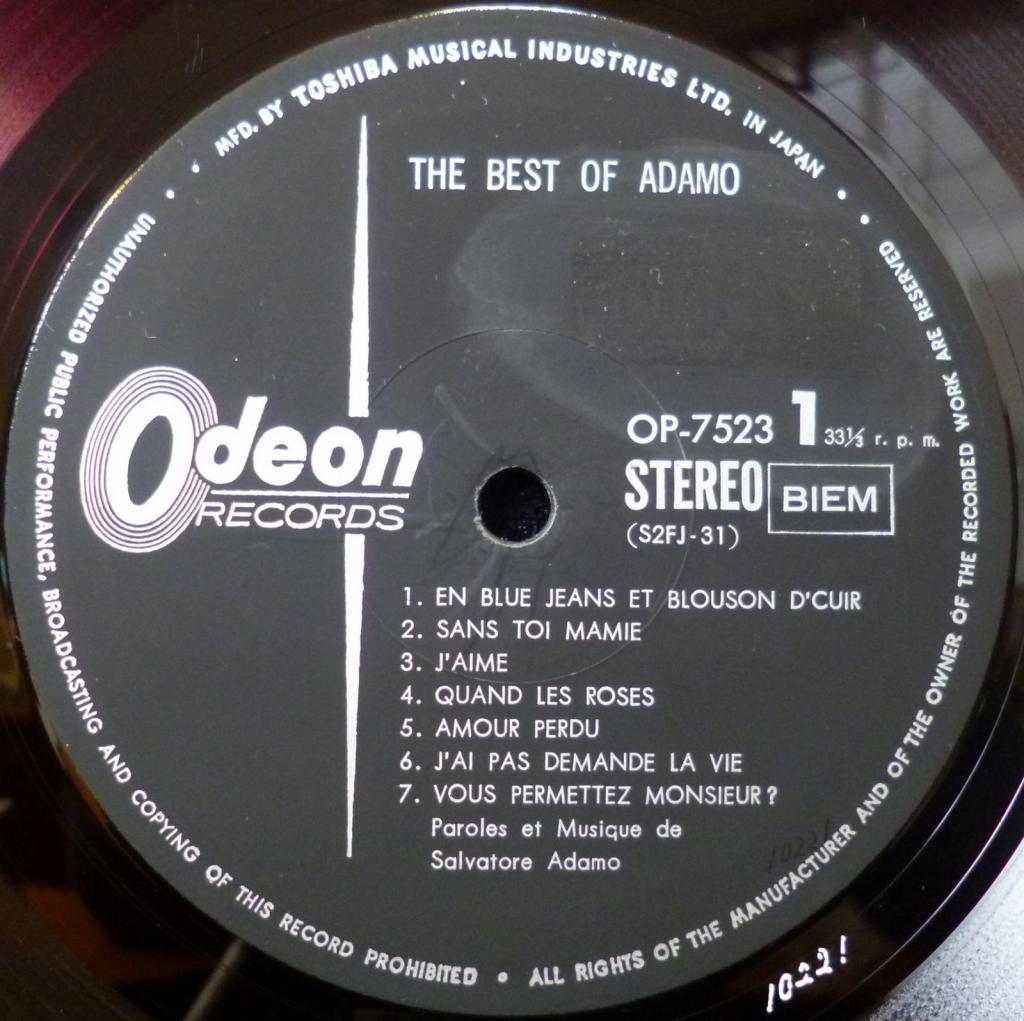 MFD. BY TOSHIBA MUSICAL INDUSTRIES LTD. IN JAPAN
THE BEST OF ADAMO
Odeon
RECORDS
OP-7523 1 33⅓ r. p. m.
STEREO BIEM
(S2FJ-31)
1. EN BLUE JEANS ET BLOUSON D'CUIR
2. SANS TOI MAMIE
3. J'AIME
4. QUAND LES ROSES
5. AMOUR PERDU
6. J'AI PAS DEMANDE LA VIE
7. VOUS PERMETTEZ MONSIEUR?
Paroles et Musique de
Salvatore Adamo
ALL RIGHTS OF THE MANUFACTURER AND OF THE OWNER OF THE RECORDED WORK ARE RESERVED
UNAUTHORIZED PUBLIC PERFORMANCE, BROADCASTING AND COPYING OF THIS RECORD PROHIBITED